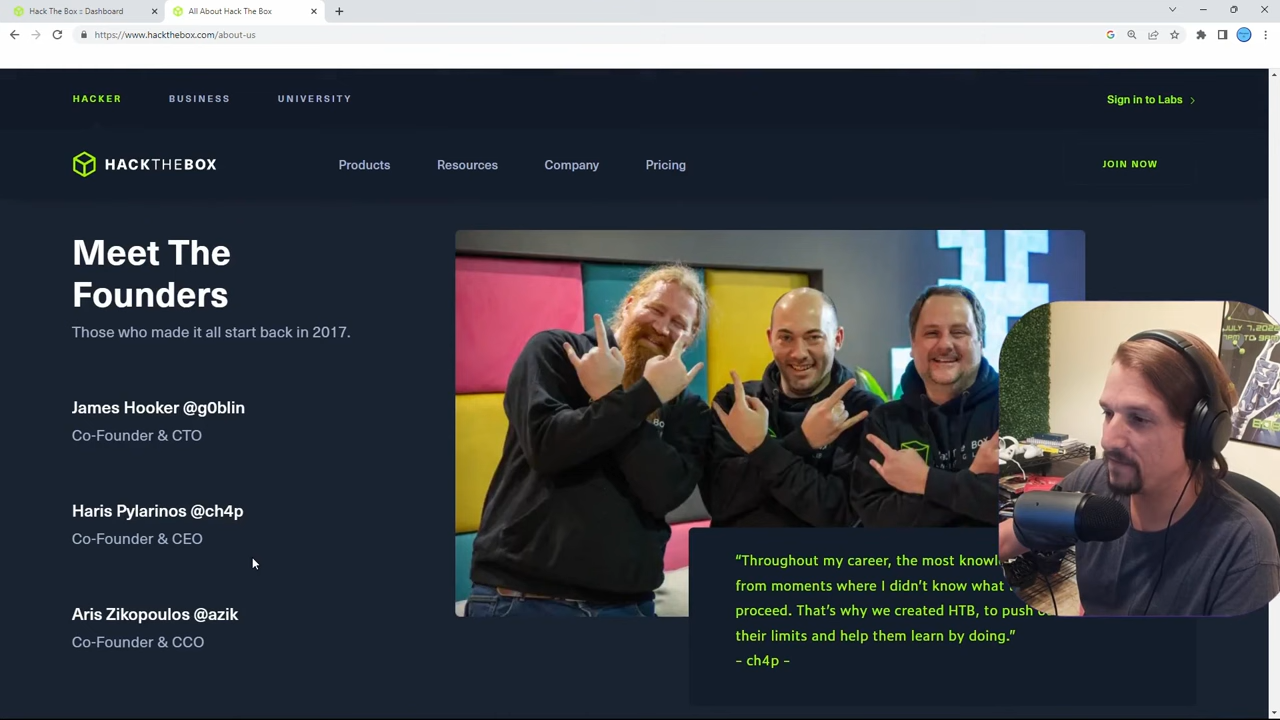 Hack The Box :: Dashboard
All About Hack The Box
https://www.hackthebox.com/about-us
HACKER BUSINESS UNIVERSITY
Sign in to Labs
HACKTHEBOX
Products Resources Company Pricing
JOIN NOW
Meet The
Founders
Those who made it all start back in 2017.
James Hooker @g0blin
Co-Founder & CTO
Haris Pylarinos @ch4p
Co-Founder & CEO
Aris Zikopoulos @azik
Co-Founder & CCO
“Throughout my career, the most
from moments where I didn’t know what
proceed. That’s why we created HTB, to push
their limits and help them learn by doing.”
- ch4p -
JULY 7, 2022